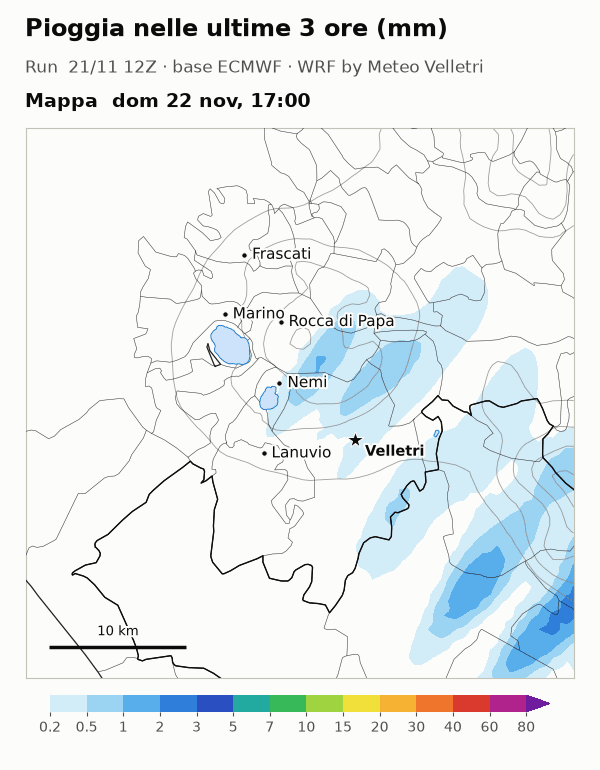 Pioggia nelle ultime 3 ore (mm)
Run  21/11 12Z · base ECMWF · WRF by Meteo Velletri
Mappa  dom 22 nov, 17:00
Frascati
Marino
Rocca di Papa
Nemi
Velletri
Lanuvio
10 km
0.2 0.5 1 2 3 5 7 10 15 20 30 40 60 80